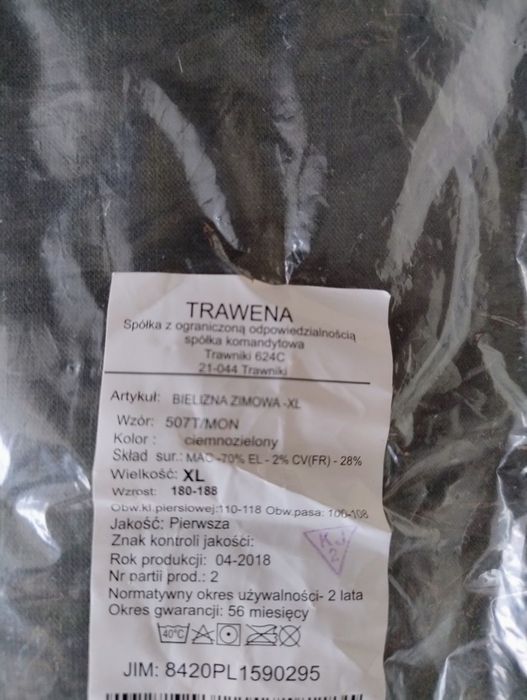 TRAWENA
Spółka z ograniczoną odpowiedzialnością
spółka komandytowa
Trawniki 624C
21-044 Trawniki
Artykuł: BIELIZNA ZIMOWA -XL
Wzór: 507T/MON
Kolor : ciemnozielony
Skład sur.: MAC -70% EL - 2% CV(FR) - 28%
Wielkość: XL
Wzrost: 180-188
Obw.kl.piersiowej:110-118 Obw.pasa: 100-108
Jakość: Pierwsza
Znak kontroli jakości:
KJ
2
Rok produkcji: 04-2018
Nr partii prod.: 2
Normatywny okres używalności- 2 lata
Okres gwarancji: 56 miesięcy
40°C
JIM: 8420PL1590295